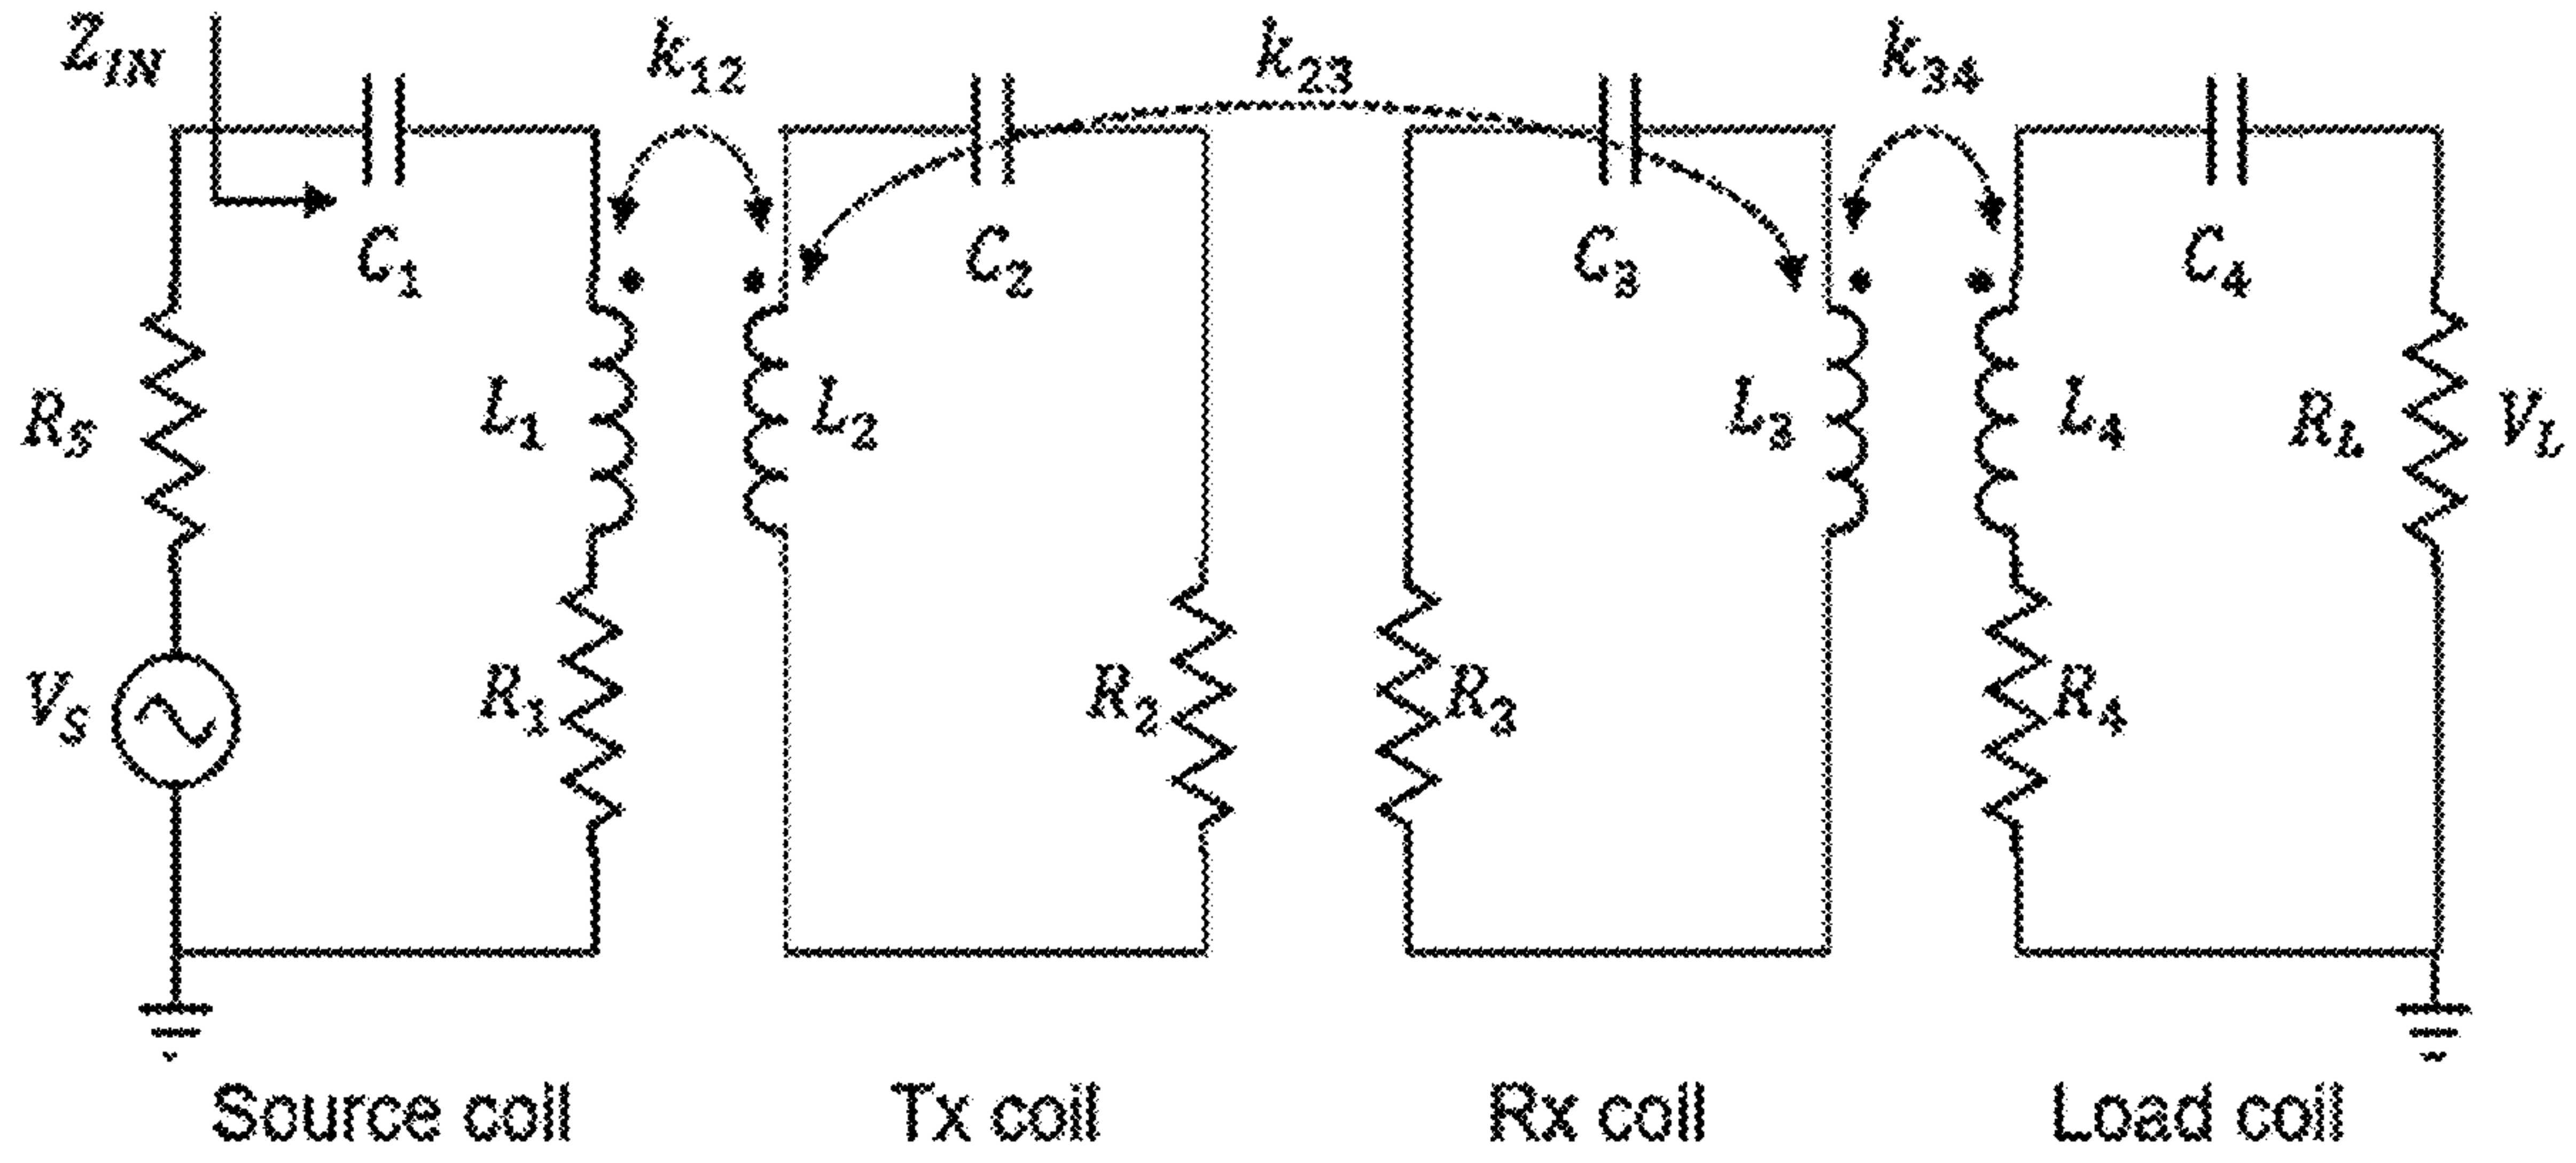 Z_IN k_12 k_23 k_34
C_1 C_2 C_3 C_4
R_S L_1 L_2 L_3 L_4 R_L V_L
V_S R_1 R_2 R_3 R_4
Source coil Tx coil Rx coil Load coil